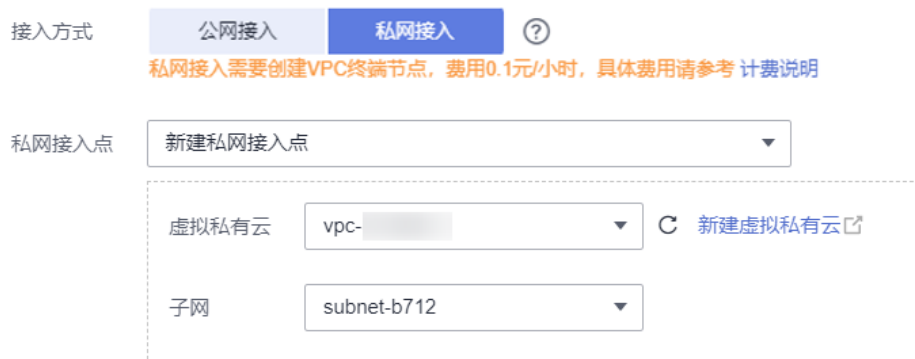 接入方式 公网接入 私网接入 ?
私网接入需要创建VPC终端节点，费用0.1元/小时，具体费用请参考 计费说明
私网接入点 新建私网接入点
虚拟私有云 vpc- 新建虚拟私有云
子网 subnet-b712